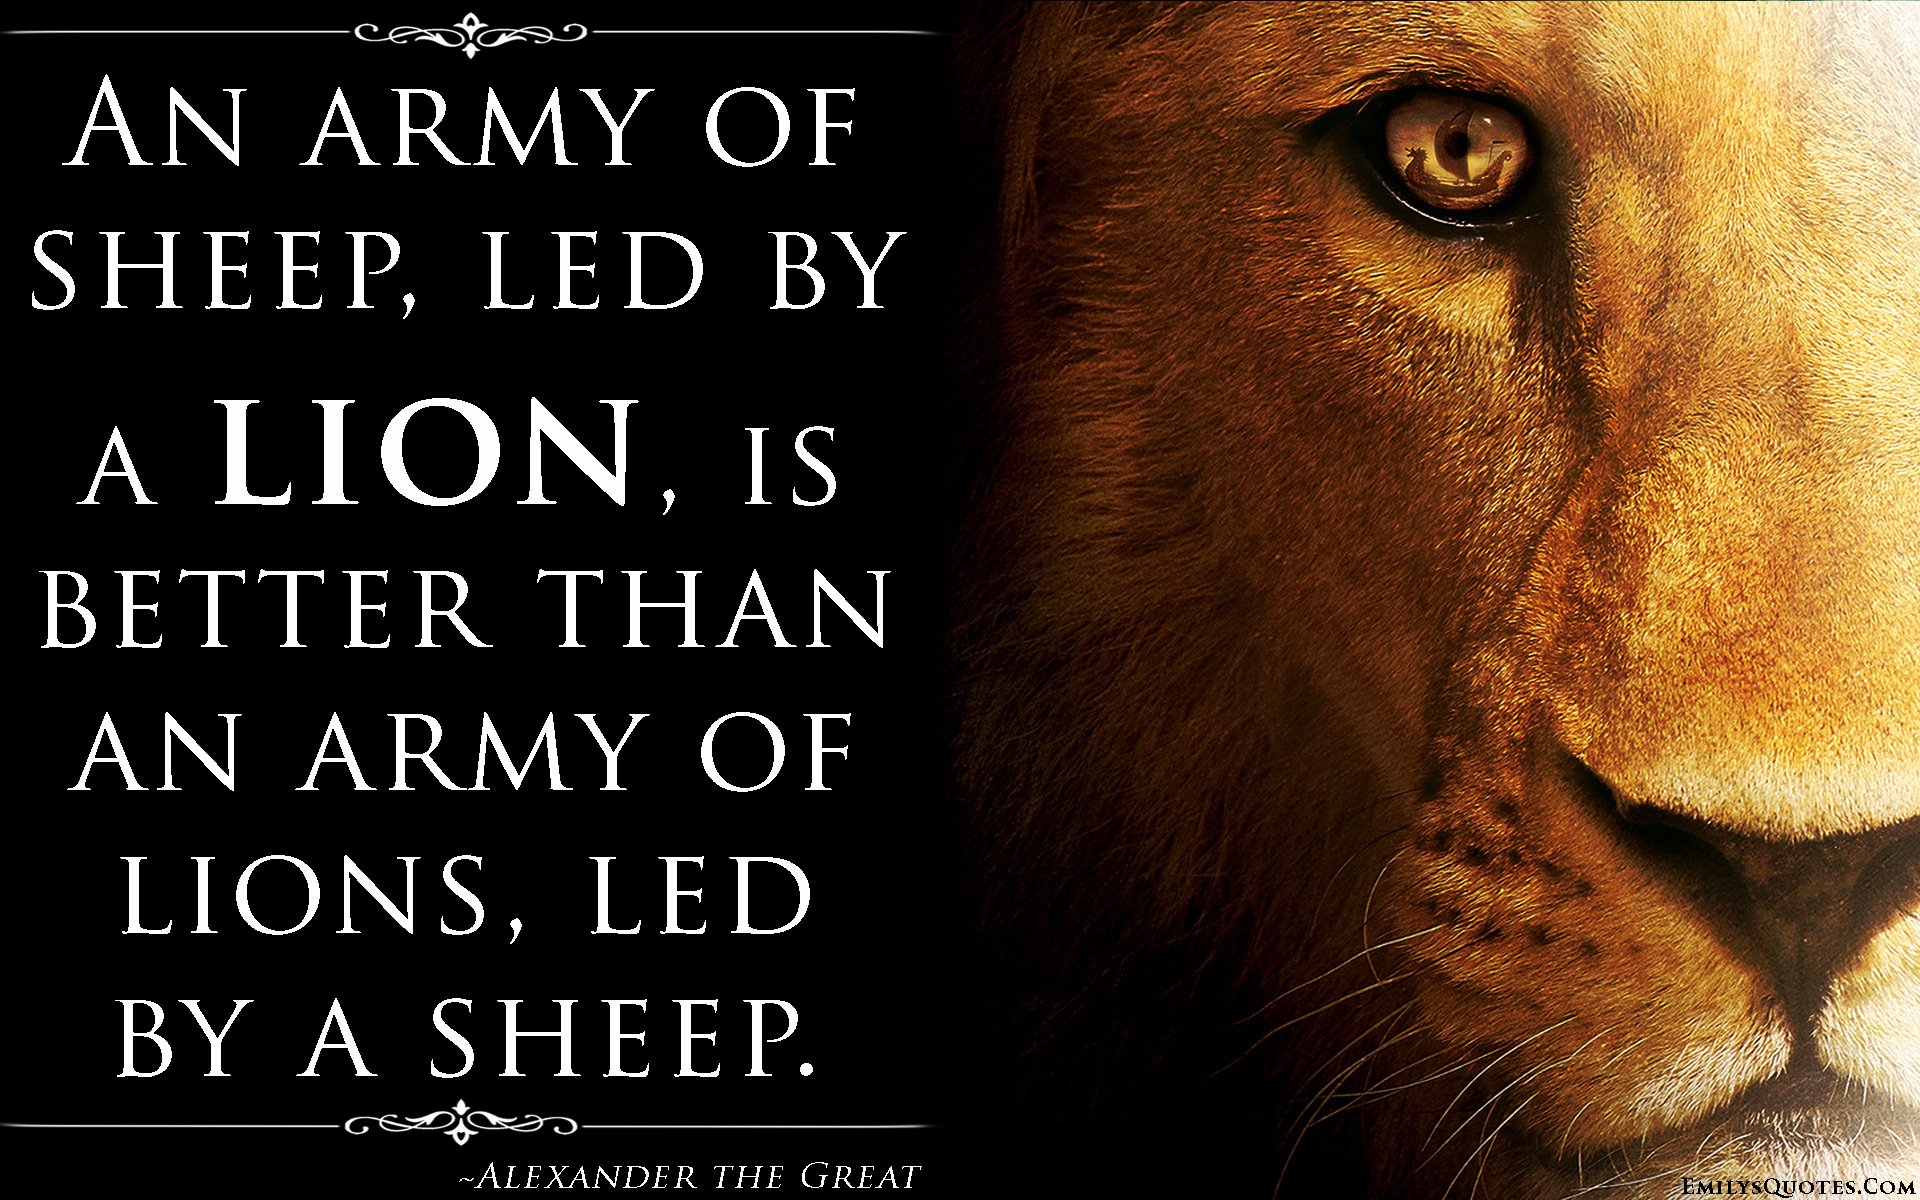 An army of
sheep, led by
a LION, is
better than
an army of
lions, led
by a sheep.
~Alexander the Great
EmilysQuotes.Com